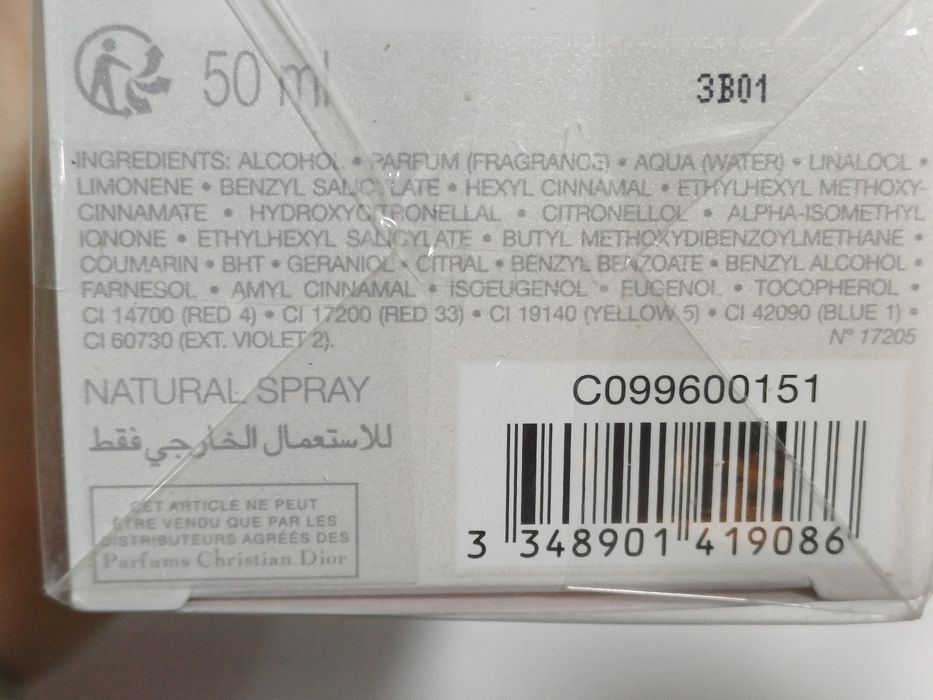 50 ml
3B01
INGREDIENTS: ALCOHOL • PARFUM (FRAGRANCE) • AQUA (WATER) • LINALOOL •
LIMONENE • BENZYL SALICYLATE • HEXYL CINNAMAL • ETHYLHEXYL METHOXY-
CINNAMATE • HYDROXYCITRONELLAL • CITRONELLOL • ALPHA-ISOMETHYL
IONONE • ETHYLHEXYL SALICYLATE • BUTYL METHOXYDIBENZOYLMETHANE •
COUMARIN • BHT • GERANIOL • CITRAL • BENZYL BENZOATE • BENZYL ALCOHOL •
FARNESOL • AMYL CINNAMAL • ISOEUGENOL • EUGENOL • TOCOPHEROL •
CI 14700 (RED 4) • CI 17200 (RED 33) • CI 19140 (YELLOW 5) • CI 42090 (BLUE 1) •
CI 60730 (EXT. VIOLET 2).
N° 17205
NATURAL SPRAY
للاستعمال الخارجي فقط
CET ARTICLE NE PEUT
ÊTRE VENDU QUE PAR LES
DISTRIBUTEURS AGRÉÉS DES
Parfums Christian Dior
C099600151
3 348901 419086